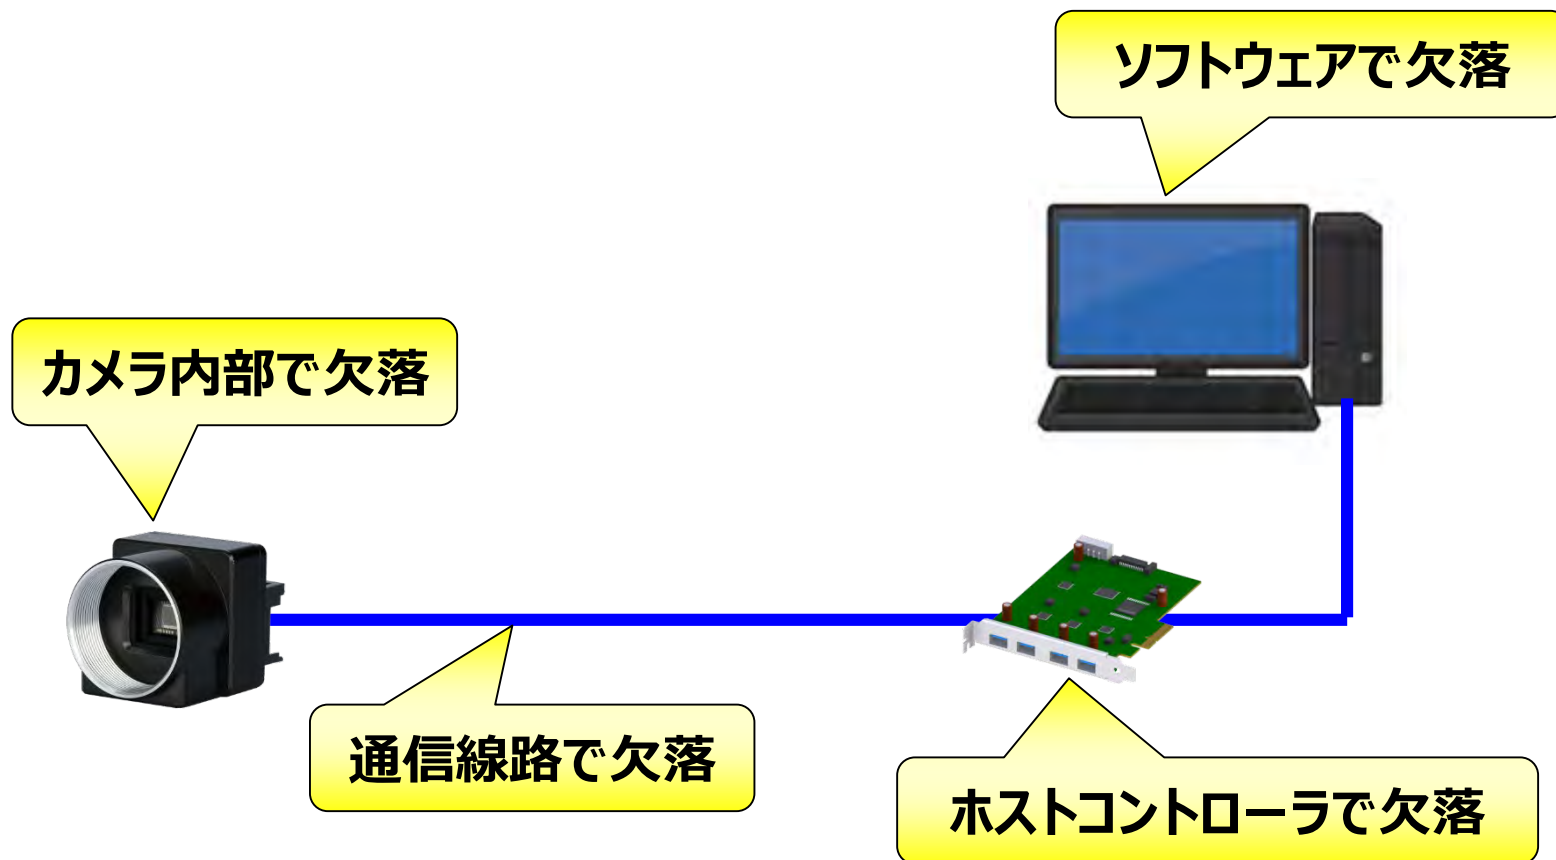 ソフトウェアで欠落
カメラ内部で欠落
通信線路で欠落
ホストコントローラで欠落